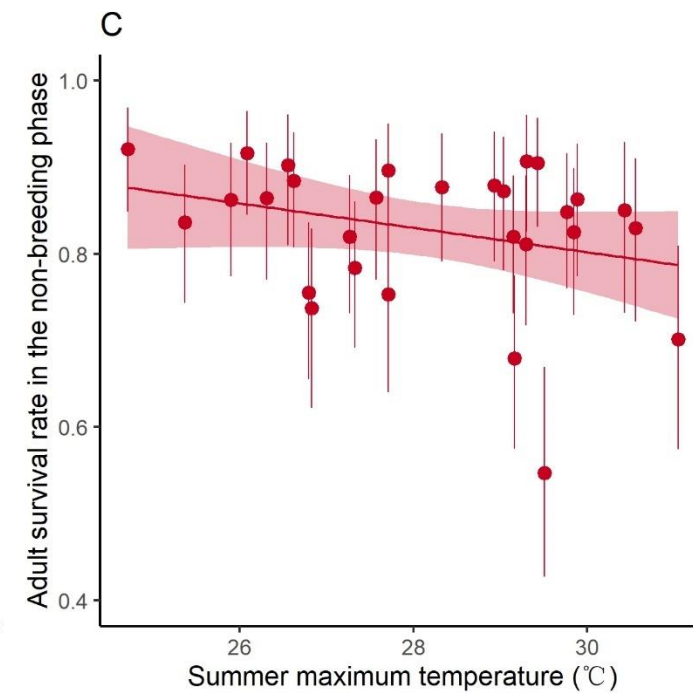 C
Adult survival rate in the non-breeding phase
1.0
0.8
0.6
0.4
26
28
30
Summer maximum temperature (℃)